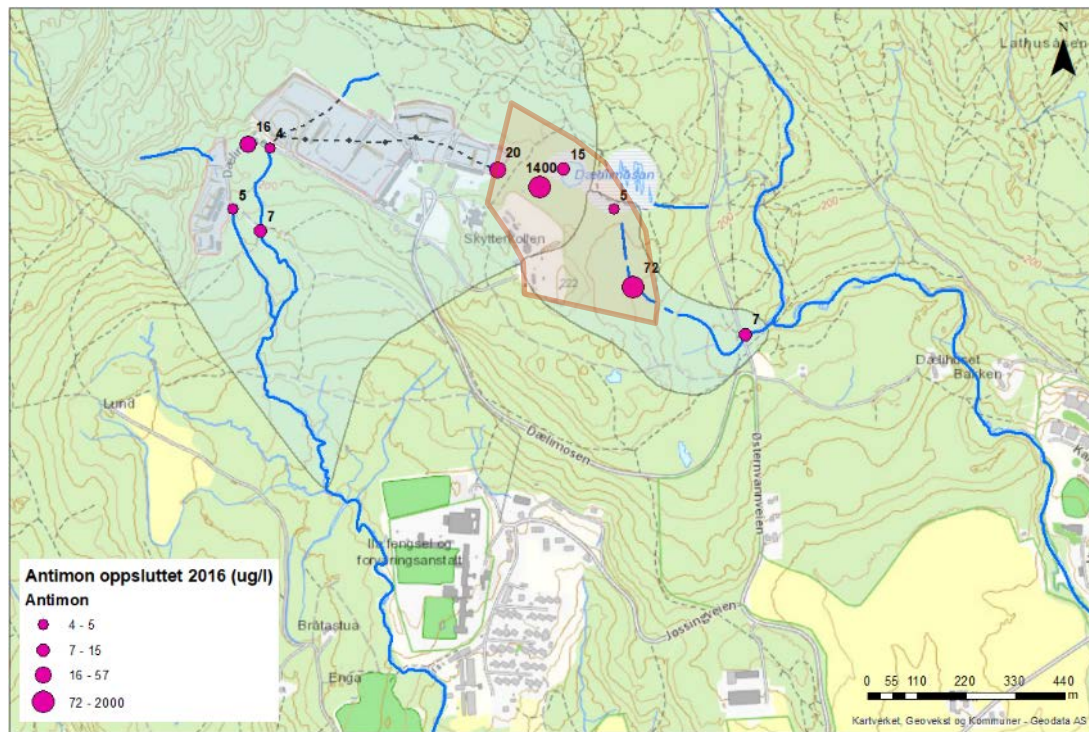 N
Lathusåsen
16
4
20
15
1400
Dælimosan
5
5
7
Skytterkollen
72
222
200
200
200
7
Dælihuset
Bakken
Lund
Dælimosen
Østernvannveien
Ila fengsel og
forvaringsanstalt
Jøssingveien
Bråtastua
Enga
Antimon oppsluttet 2016 (ug/l)
Antimon
4 - 5
7 - 15
16 - 57
72 - 2000
0 55 110 220 330 440
m
Kartverket, Geovekst og Kommuner - Geodata AS